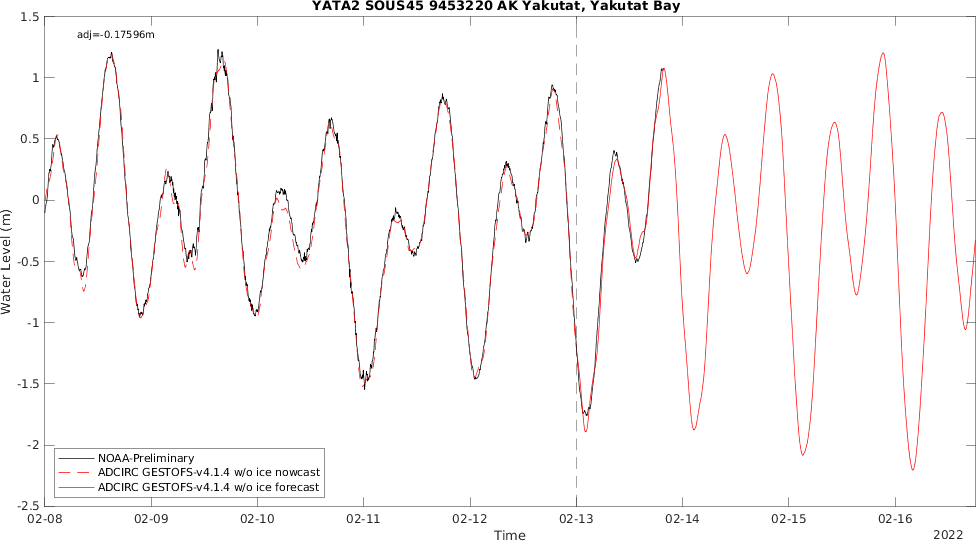 YATA2 SOUS45 9453220 AK Yakutat, Yakutat Bay
adj=-0.17596m
1.5
1
0.5
0
-0.5
-1
-1.5
-2
-2.5
Water Level (m)
NOAA-Preliminary
ADCIRC GESTOFS-v4.1.4 w/o ice nowcast
ADCIRC GESTOFS-v4.1.4 w/o ice forecast
02-08 02-09 02-10 02-11 02-12 02-13 02-14 02-15 02-16
Time
2022